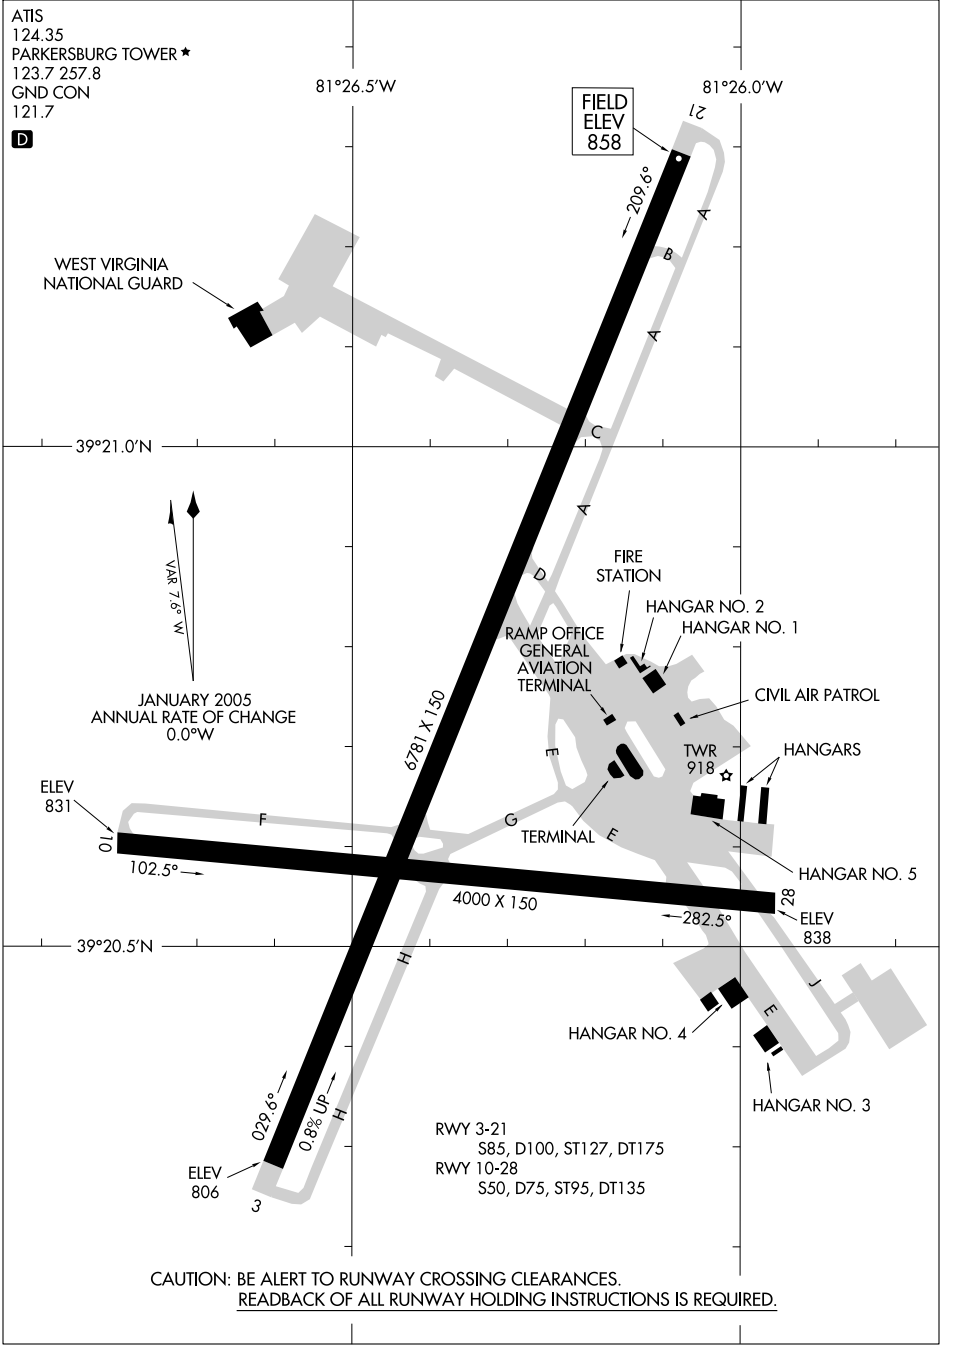 ATIS
124.35
PARKERSBURG TOWER ★
123.7 257.8
GND CON
121.7
D
81°26.5'W
81°26.0'W
FIELD
ELEV
858
21
209.6°
A
B
WEST VIRGINIA
NATIONAL GUARD
A
C
39°21.0'N
A
VAR 7.6° W
JANUARY 2005
ANNUAL RATE OF CHANGE
0.0°W
D
FIRE
STATION
HANGAR NO. 2
HANGAR NO. 1
RAMP OFFICE
GENERAL
AVIATION
TERMINAL
CIVIL AIR PATROL
6781 X 150
E
TWR
918
HANGARS
ELEV
831
F
G
TERMINAL
E
10
102.5°
HANGAR NO. 5
4000 X 150
28
282.5°
ELEV
838
39°20.5'N
H
J
E
HANGAR NO. 4
HANGAR NO. 3
029.6°
0.8% UP
H
ELEV
806
3
RWY 3-21
S85, D100, ST127, DT175
RWY 10-28
S50, D75, ST95, DT135
CAUTION: BE ALERT TO RUNWAY CROSSING CLEARANCES.
READBACK OF ALL RUNWAY HOLDING INSTRUCTIONS IS REQUIRED.